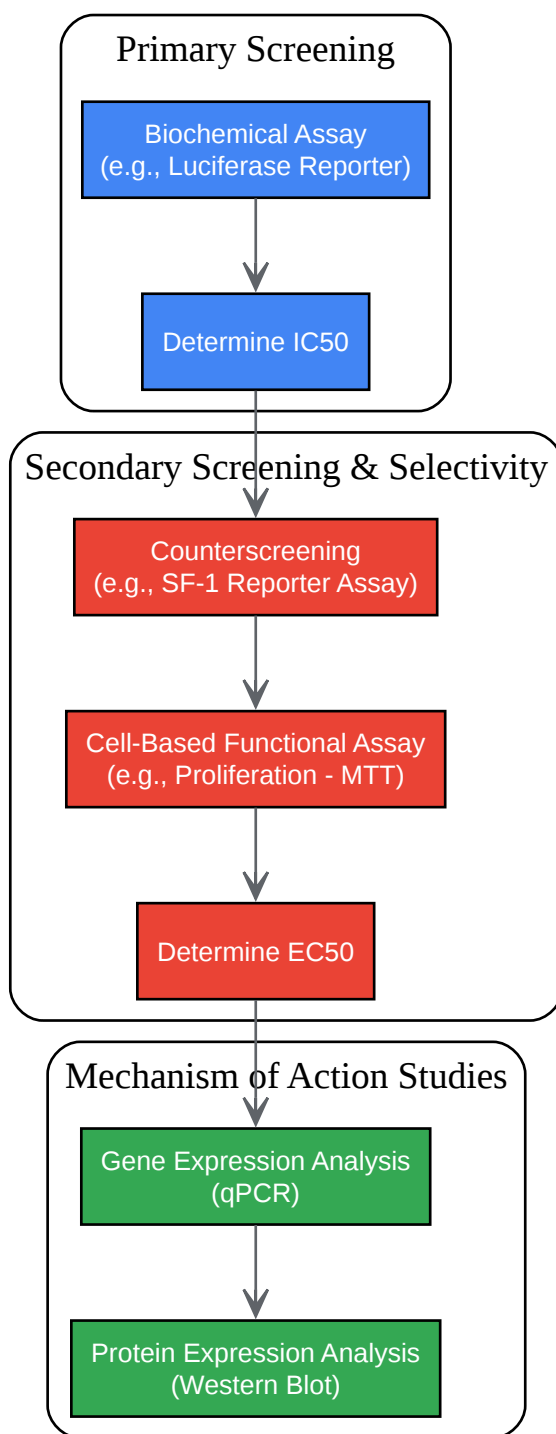 Primary Screening
Biochemical Assay
(e.g., Luciferase Reporter)
Determine IC50
Secondary Screening & Selectivity
Counterscreening
(e.g., SF-1 Reporter Assay)
Cell-Based Functional Assay
(e.g., Proliferation - MTT)
Determine EC50
Mechanism of Action Studies
Gene Expression Analysis
(qPCR)
Protein Expression Analysis
(Western Blot)